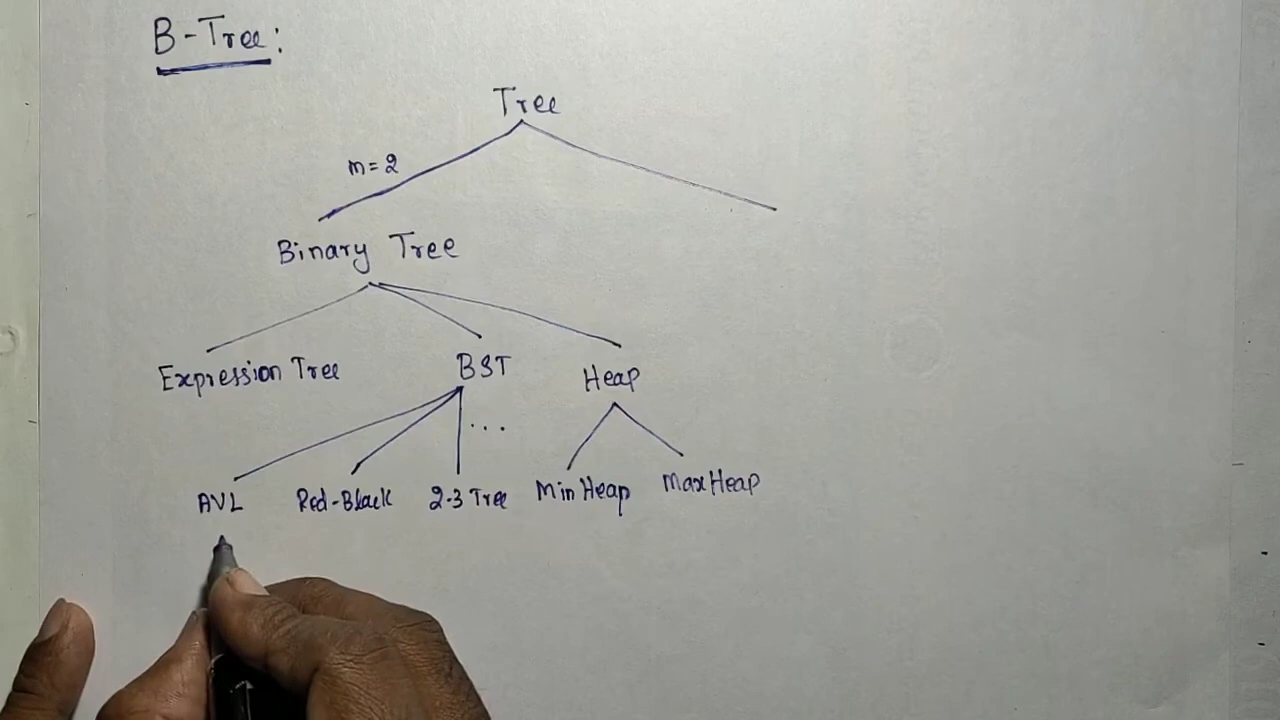 B-Tree:
Tree
m=2
Binary Tree
Expression Tree BST Heap
...
AVL Red-Black 2-3 Tree Min Heap Max Heap